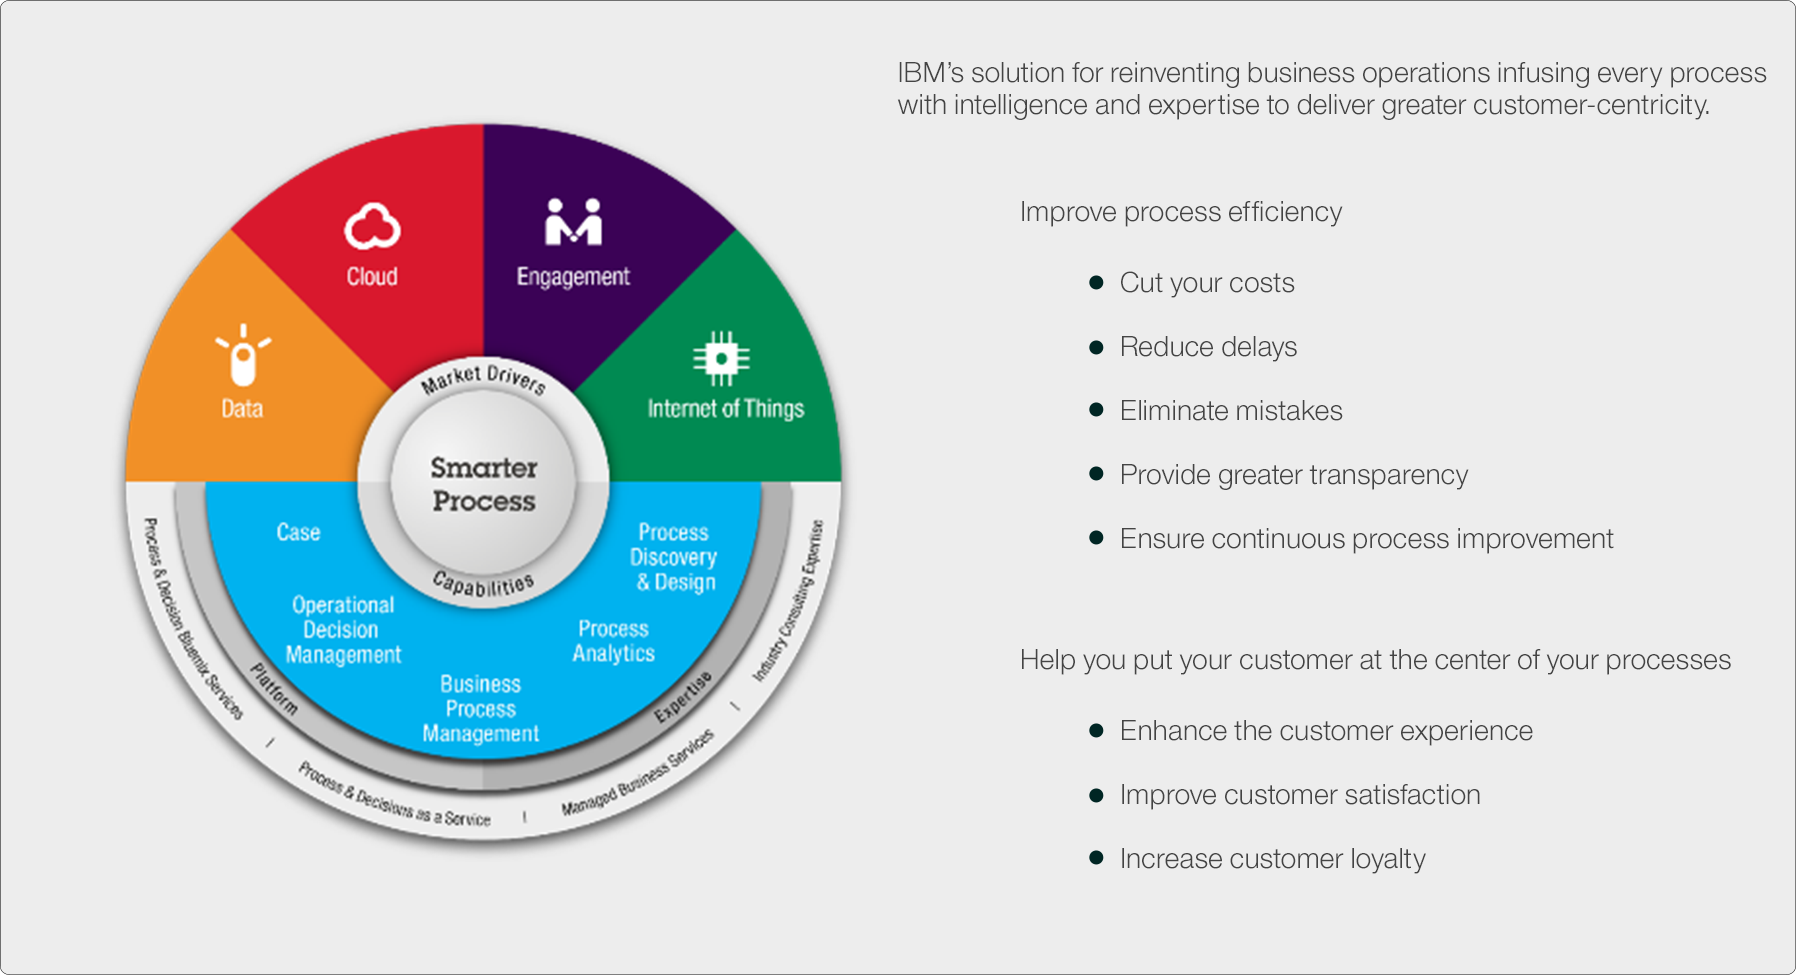 IBM's solution for reinventing business operations infusing every process
with intelligence and expertise to deliver greater customer-centricity.
Cloud
Engagement
Data
Internet of Things
Market Drivers
Smarter
Process
Capabilities
Case
Operational
Decision
Management
Business
Process
Management
Process
Analytics
Process
Discovery
& Design
Platform
Expertise
Process & Decision Bluemix Services
|
Process & Decisions as a Service
|
Managed Business Services
|
Industry Consulting Expertise
Improve process efficiency
● Cut your costs
● Reduce delays
● Eliminate mistakes
● Provide greater transparency
● Ensure continuous process improvement
Help you put your customer at the center of your processes
● Enhance the customer experience
● Improve customer satisfaction
● Increase customer loyalty